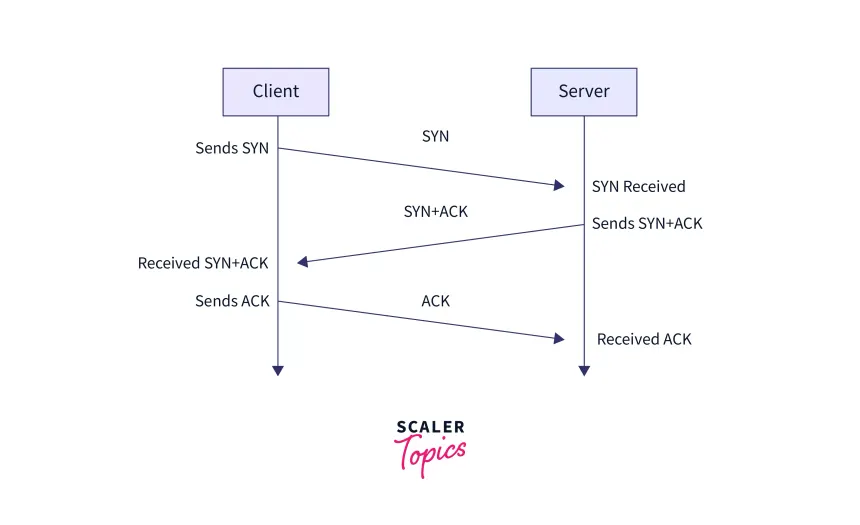 Client
Server
SYN
Sends SYN
SYN Received
SYN+ACK
Sends SYN+ACK
Received SYN+ACK
Sends ACK
ACK
Received ACK
SCALER
Topics